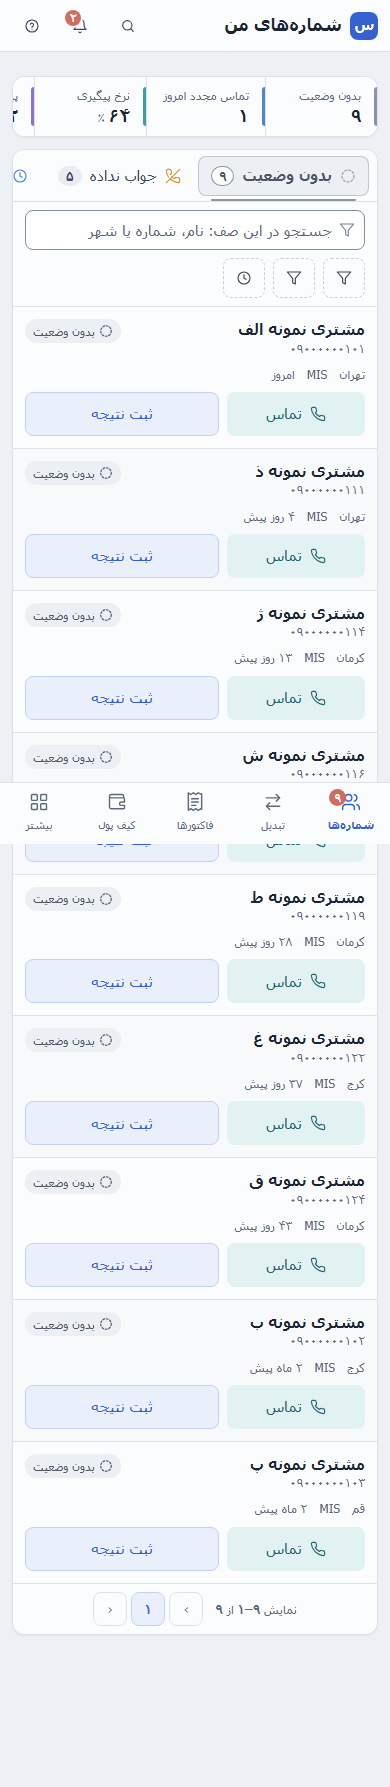 س شماره‌های من ۲
بدون وضعیت تماس مجدد امروز نرخ پیگیری
۹ ۱ ۶۴ ٪
بدون وضعیت ۹ جواب نداده ۵
جستجو در این صف: نام، شماره یا شهر
مشتری نمونه الف بدون وضعیت
۰۹۰۰۰۰۰۰۱۰۱
تهران MIS امروز
تماس ثبت نتیجه
مشتری نمونه ذ بدون وضعیت
۰۹۰۰۰۰۰۰۱۱۱
تهران MIS ۴ روز پیش
تماس ثبت نتیجه
مشتری نمونه ژ بدون وضعیت
۰۹۰۰۰۰۰۰۱۱۴
کرمان MIS ۱۳ روز پیش
تماس ثبت نتیجه
مشتری نمونه ش بدون وضعیت
۰۹۰۰۰۰۰۰۱۱۶
۹
شماره‌ها تبدیل فاکتورها کیف پول بیشتر
مشتری نمونه ط بدون وضعیت
۰۹۰۰۰۰۰۰۱۱۹
کرمان MIS ۲۸ روز پیش
تماس ثبت نتیجه
مشتری نمونه غ بدون وضعیت
۰۹۰۰۰۰۰۰۱۲۲
کرج MIS ۳۷ روز پیش
تماس ثبت نتیجه
مشتری نمونه ق بدون وضعیت
۰۹۰۰۰۰۰۰۱۲۴
کرمان MIS ۴۳ روز پیش
تماس ثبت نتیجه
مشتری نمونه ب بدون وضعیت
۰۹۰۰۰۰۰۰۱۰۲
کرج MIS ۲ ماه پیش
تماس ثبت نتیجه
مشتری نمونه پ بدون وضعیت
۰۹۰۰۰۰۰۰۱۰۳
قم MIS ۲ ماه پیش
تماس ثبت نتیجه
نمایش ۱–۹ از ۹ ‹ ۱ ›